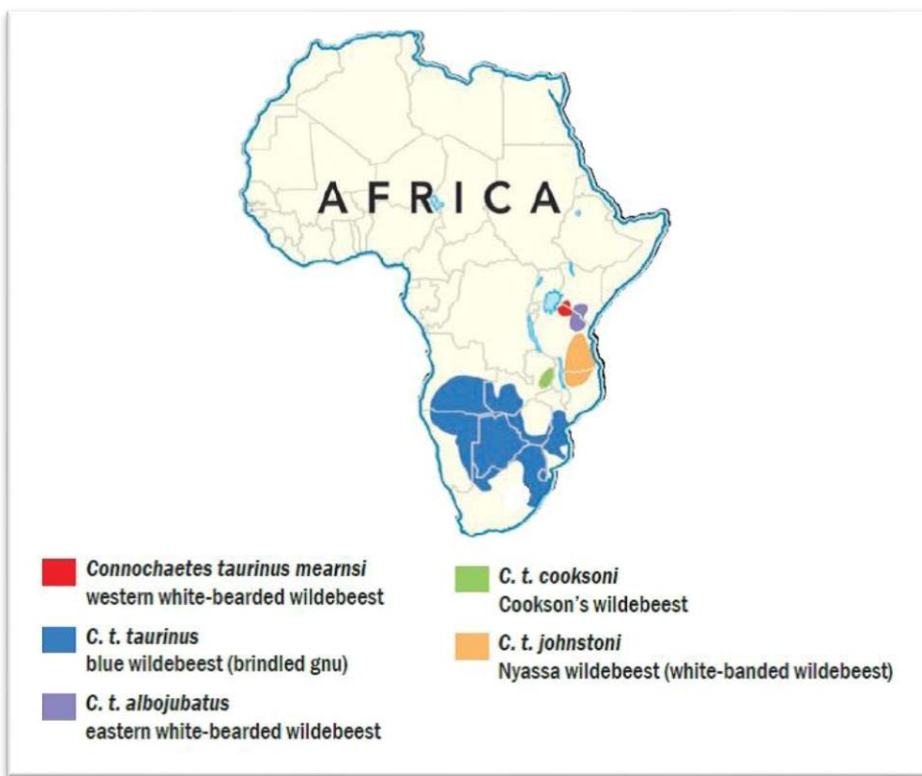 AFRICA
Connochaetes taurinus mearnsi
western white-bearded wildebeest
C. t. taurinus
blue wildebeest (brindled gnu)
C. t. albojubatus
eastern white-bearded wildebeest
C. t. cooksoni
Cookson's wildebeest
C. t. johnstoni
Nyassa wildebeest (white-banded wildebeest)